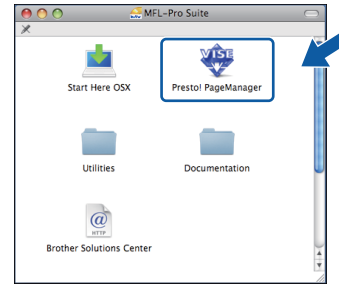 MFL-Pro Suite
VISE
Start Here OSX
Presto! PageManager
Utilities
Documentation
@
HTTP
Brother Solutions Center